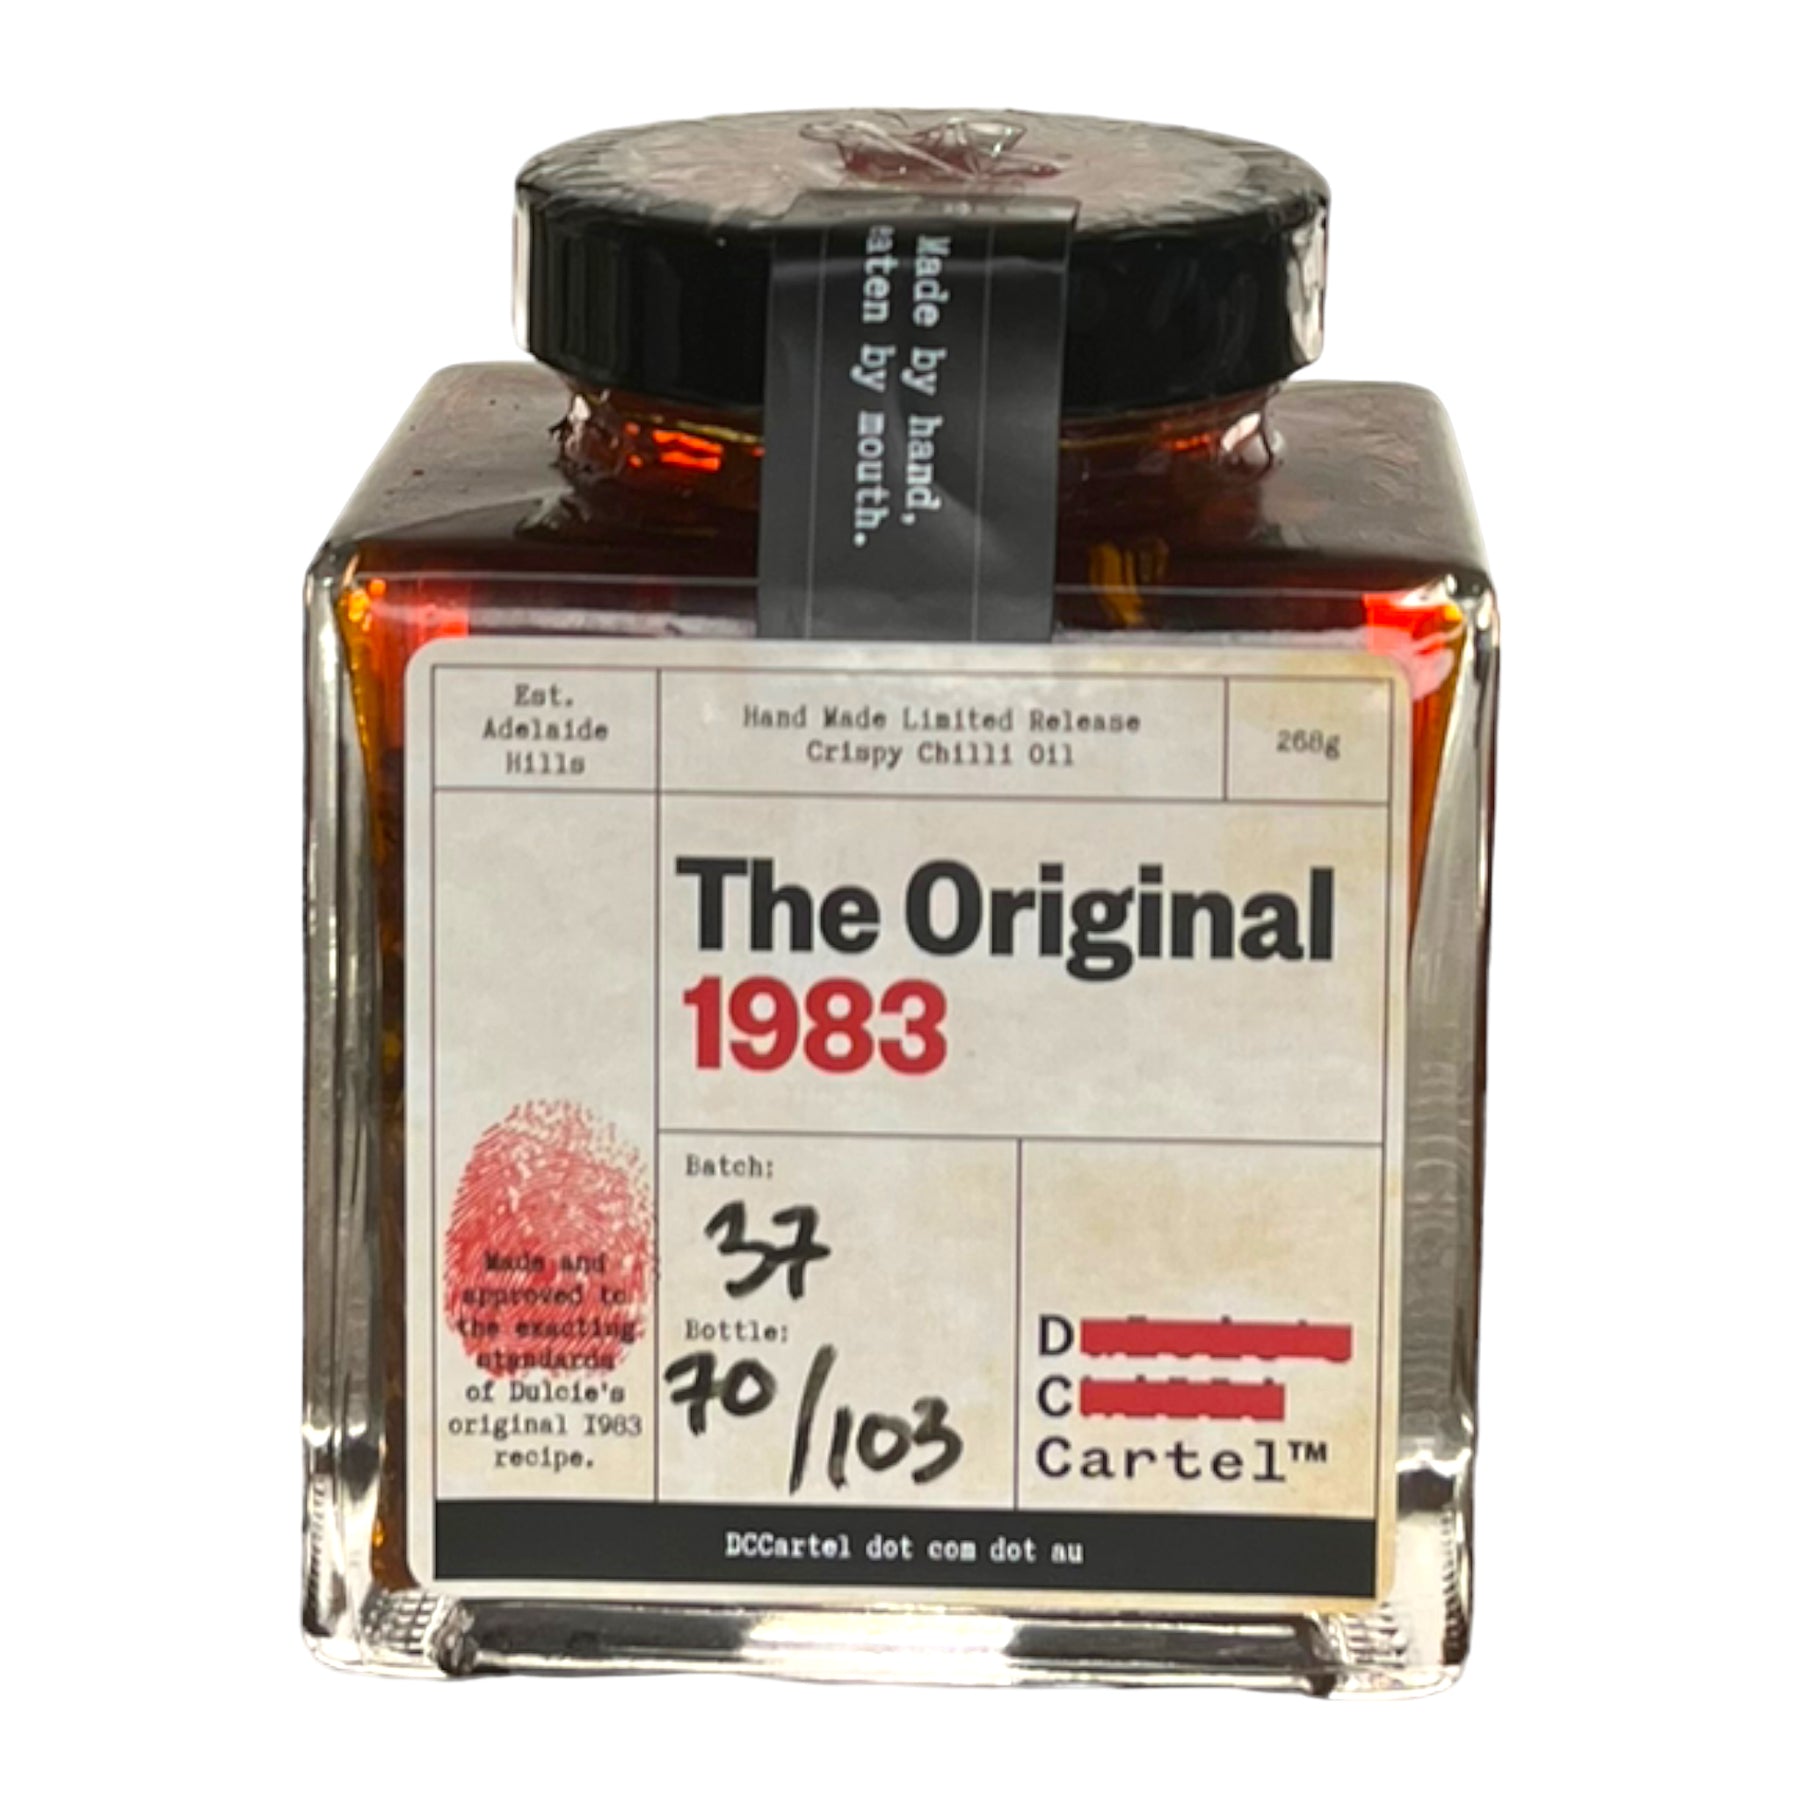 Made by hand,
eaten by mouth.
Est.
Adelaide
Hills
Hand Made Limited Release
Crispy Chilli Oil
268g
The Original
1983
Made and
approved to
the exacting
standards
of Dulcie's
original 1983
recipe.
Batch:
37
Bottle:
70/103
D
C
Cartel™
DCCartel dot com dot au